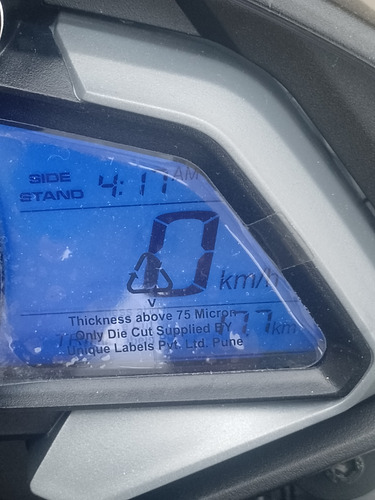 SIDE
STAND
4:11 AM
0
km/h
V
Thickness above 75 Micron
Only Die Cut Supplied BY
Unique Labels Pvt. Ltd. Pune
km